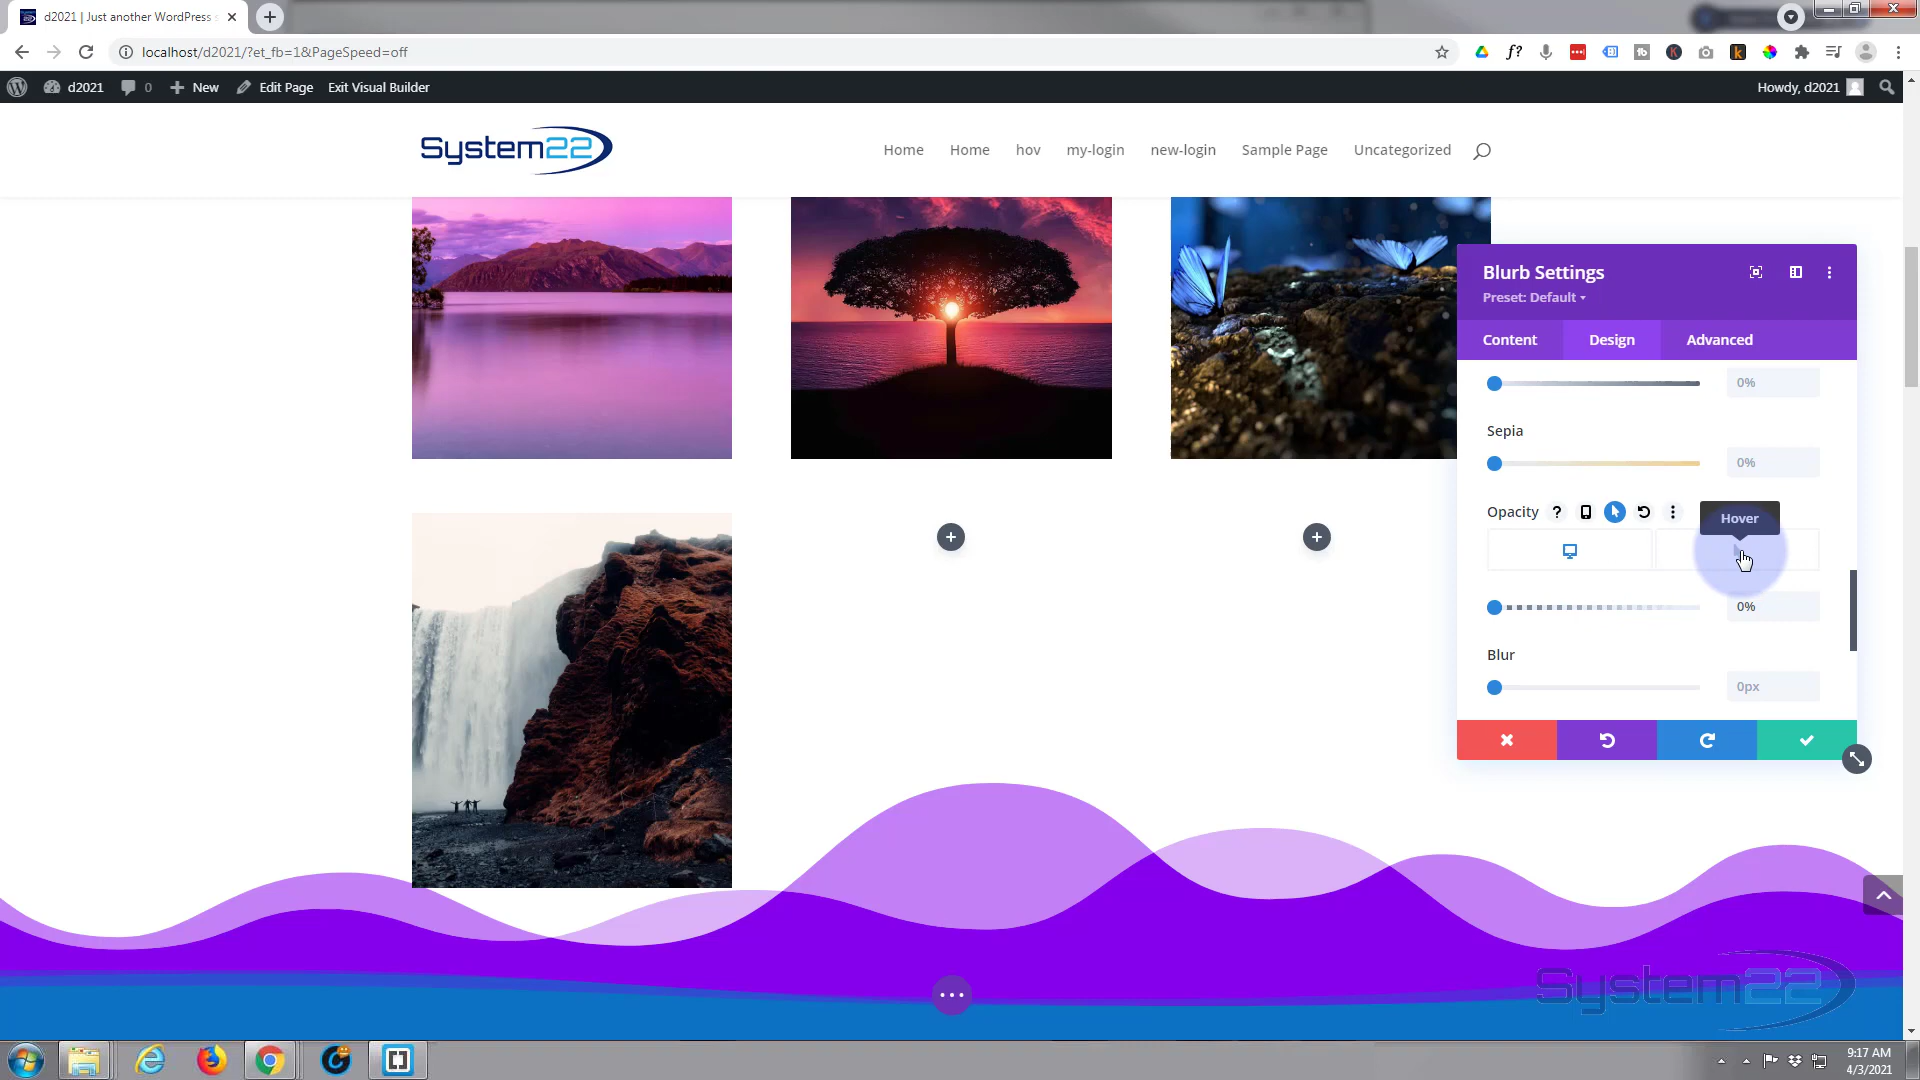 d2021 | Just another WordPress s
localhost/d2021/?et_fb=1&PageSpeed=off
d2021
0
New
Edit Page
Exit Visual Builder
Howdy, d2021
System22
Home
Home
hov
my-login
new-login
Sample Page
Uncategorized
Blurb Settings
Preset: Default
Content
Design
Advanced
0%
Sepia
0%
Opacity
Hover
0%
Blur
0px
System22
9:17 AM
4/3/2021